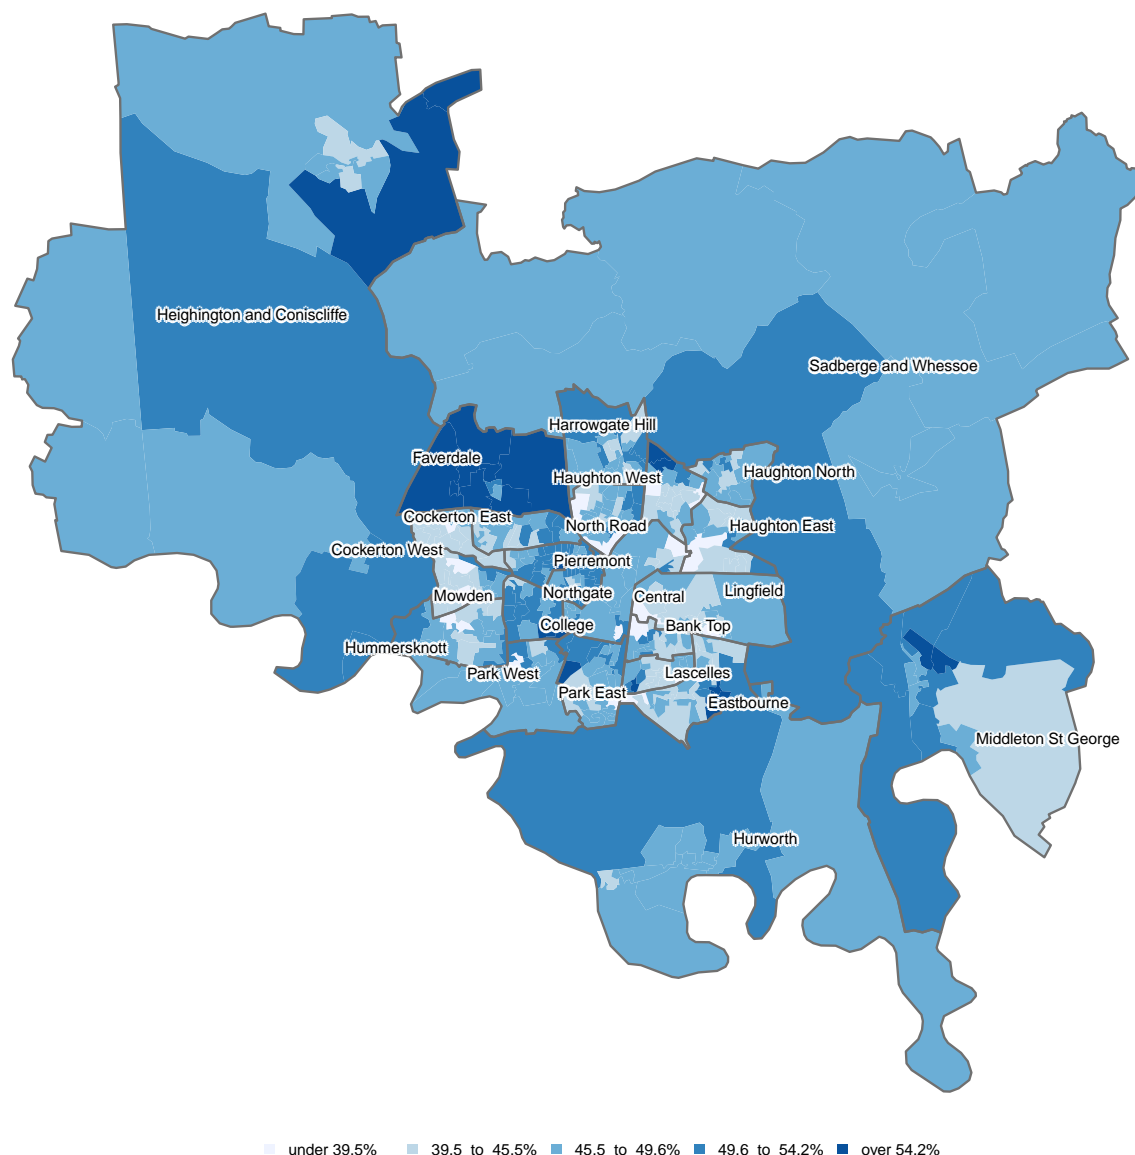 Heighington and Coniscliffe
Sadberge and Whessoe
Harrowgate Hill
Faverdale
Haughton North
Haughton West
Cockerton East
North Road
Haughton East
Cockerton West
Pierremont
Mowden
Northgate
Central
Lingfield
College
Bank Top
Hummersknott
Park West
Lascelles
Park East
Eastbourne
Middleton St George
Hurworth
under 39.5% 39.5 to 45.5% 45.5 to 49.6% 49.6 to 54.2% over 54.2%